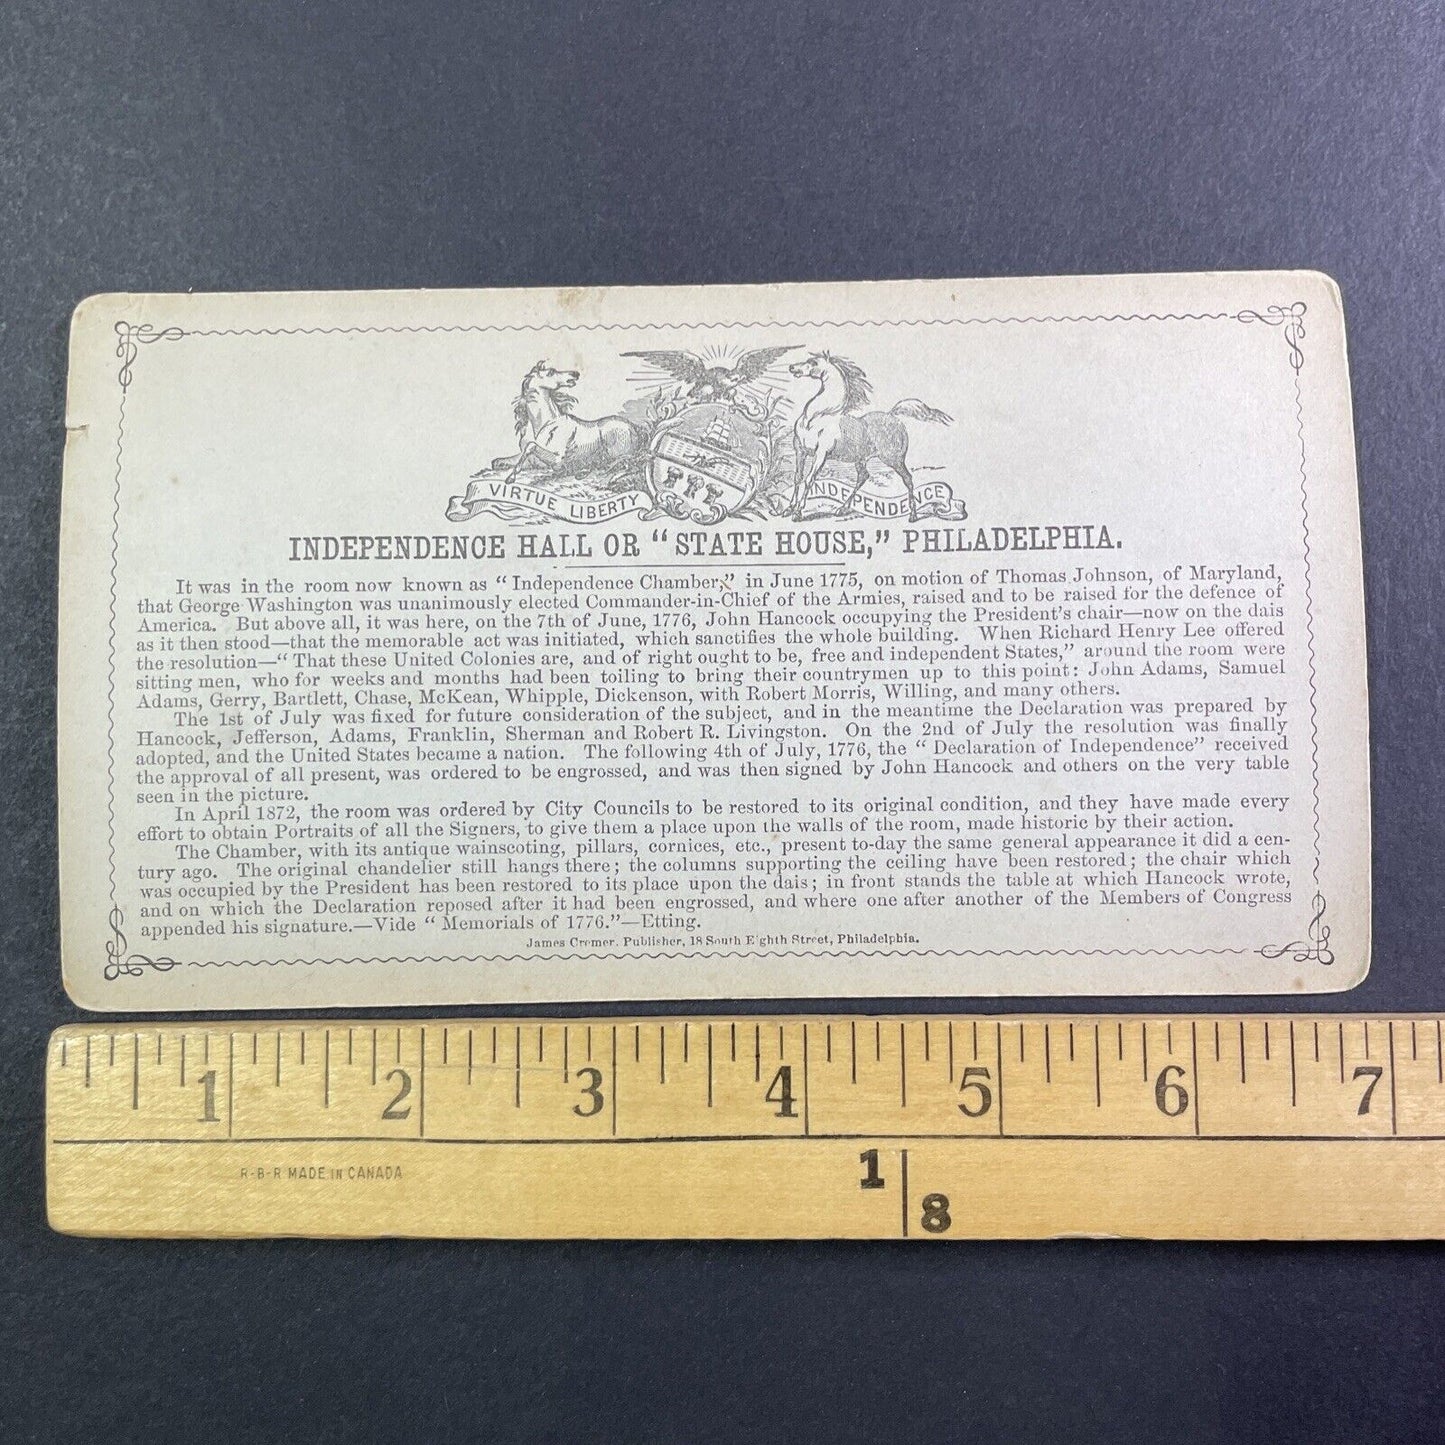 VIRTUE LIBERTY INDEPENDENCE
INDEPENDENCE HALL OR “STATE HOUSE,” PHILADELPHIA.
It was in the room now known as “Independence Chamber,” in June 1775, on motion of Thomas Johnson, of Maryland,
that George Washington was unanimously elected Commander-in-Chief of the Armies, raised and to be raised for the defence of
America. But above all, it was here, on the 7th of June, 1776, John Hancock occupying the President's chair—now on the dais
as it then stood—that the memorable act was initiated, which sanctifies the whole building. When Richard Henry Lee offered
the resolution—“That these United Colonies are, and of right ought to be, free and independent States,” around the room were
sitting men, who for weeks and months had been toiling to bring their countrymen up to this point: John Adams, Samuel
Adams, Gerry, Bartlett, Chase, McKean, Whipple, Dickenson, with Robert Morris, Willing, and many others.
The 1st of July was fixed for future consideration of the subject, and in the meantime the Declaration was prepared by
Hancock, Jefferson, Adams, Franklin, Sherman and Robert R. Livingston. On the 2nd of July the resolution was finally
adopted, and the United States became a nation. The following 4th of July, 1776, the “Declaration of Independence” received
the approval of all present, was ordered to be engrossed, and was then signed by John Hancock and others on the very table
seen in the picture.
In April 1872, the room was ordered by City Councils to be restored to its original condition, and they have made every
effort to obtain Portraits of all the Signers, to give them a place upon the walls of the room, made historic by their action.
The Chamber, with its antique wainscoting, pillars, cornices, etc., present to-day the same general appearance it did a cen-
tury ago. The original chandelier still hangs there; the columns supporting the ceiling have been restored; the chair which
was occupied by the President has been restored to its place upon the dais; in front stands the table at which Hancock wrote,
and on which the Declaration reposed after it had been engrossed, and where one after another of the Members of Congress
appended his signature.—Vide “Memorials of 1776.”—Etting.
James Cremer, Publisher, 18 South Eighth Street, Philadelphia.
1 2 3 4 5 6 7
R-B-R MADE IN CANADA
1 8